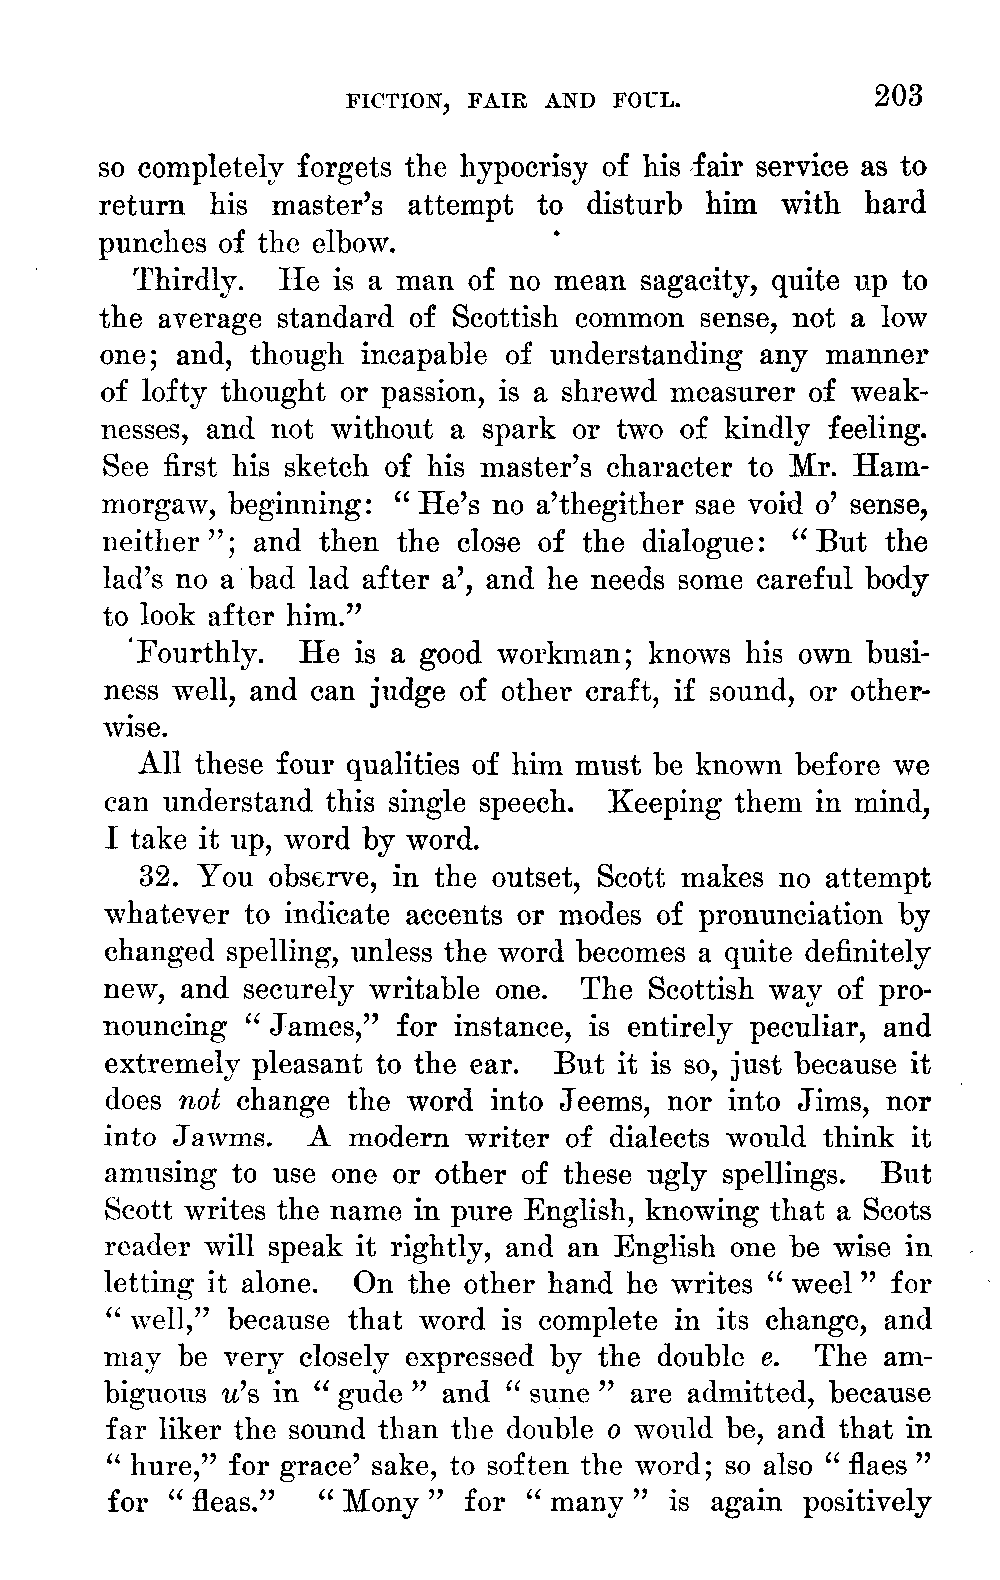 FICTION, FAIR AND FOUL. 203
so completely forgets the hypocrisy of his fair service as to
return his master's attempt to disturb him with hard
punches of the elbow.
Thirdly. He is a man of no mean sagacity, quite up to
the average standard of Scottish common sense, not a low
one; and, though incapable of understanding any manner
of lofty thought or passion, is a shrewd measurer of weak-
nesses, and not without a spark or two of kindly feeling.
See first his sketch of his master's character to Mr. Ham-
morgaw, beginning: “He's no a'thegither sae void o' sense,
neither”; and then the close of the dialogue: “But the
lad's no a bad lad after a', and he needs some careful body
to look after him.”
Fourthly. He is a good workman; knows his own busi-
ness well, and can judge of other craft, if sound, or other-
wise.
All these four qualities of him must be known before we
can understand this single speech. Keeping them in mind,
I take it up, word by word.
32. You observe, in the outset, Scott makes no attempt
whatever to indicate accents or modes of pronunciation by
changed spelling, unless the word becomes a quite definitely
new, and securely writable one. The Scottish way of pro-
nouncing “James,” for instance, is entirely peculiar, and
extremely pleasant to the ear. But it is so, just because it
does not change the word into Jeems, nor into Jims, nor
into Jawms. A modern writer of dialects would think it
amusing to use one or other of these ugly spellings. But
Scott writes the name in pure English, knowing that a Scots
reader will speak it rightly, and an English one be wise in
letting it alone. On the other hand he writes “weel” for
“well,” because that word is complete in its change, and
may be very closely expressed by the double e. The am-
biguous u's in “gude” and “sune” are admitted, because
far liker the sound than the double o would be, and that in
“hure,” for grace' sake, to soften the word; so also “flaes”
for “fleas.” “Mony” for “many” is again positively